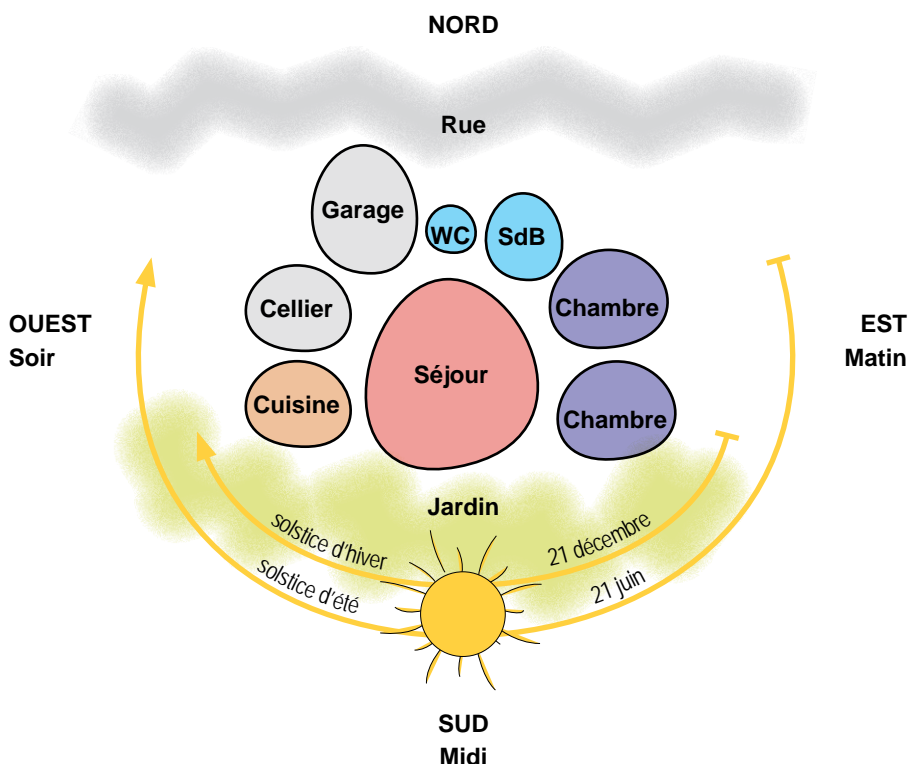 NORD
Rue
Garage
WC
SdB
Cellier
Chambre
OUEST
Soir
EST
Matin
Séjour
Cuisine
Chambre
Jardin
solstice d'hiver
21 décembre
solstice d'été
21 juin
SUD
Midi